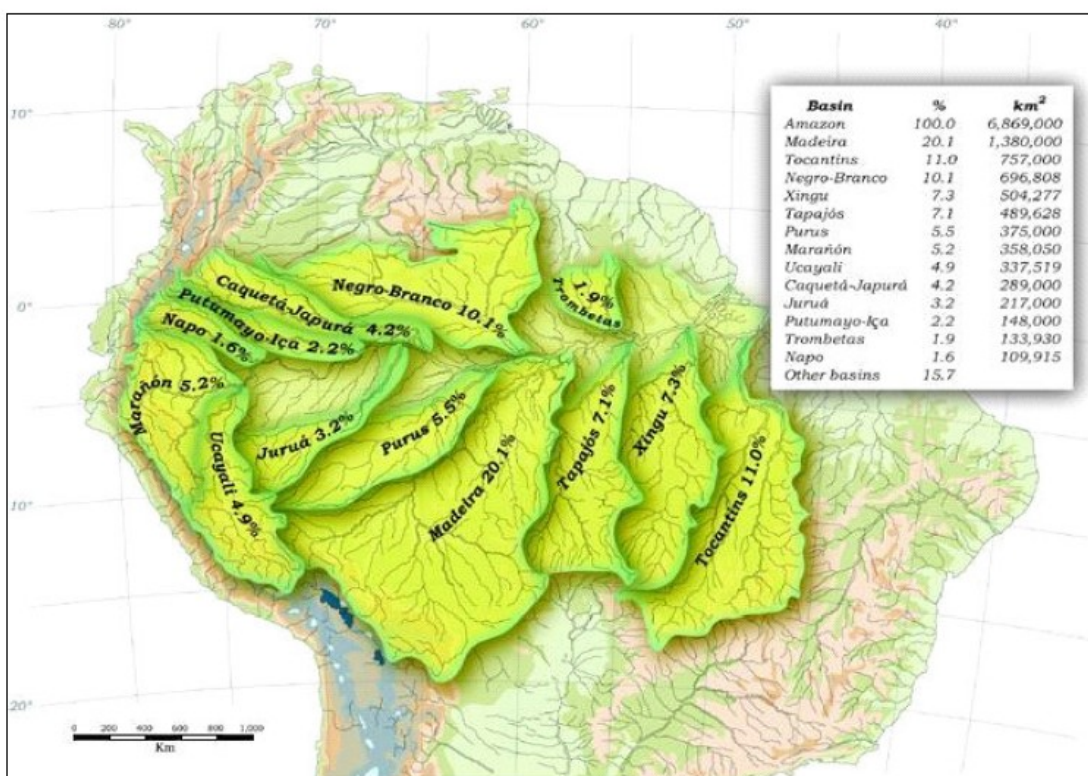 -80° 70° 60° 50° 40°
10°
0°
10°
20°
Basin % km²
Amazon 100.0 6,869,000
Madeira 20.1 1,380,000
Tocantins 11.0 757,000
Negro-Branco 10.1 696,808
Xingu 7.3 504,277
Tapajós 7.1 489,628
Purus 5.5 375,000
Marañón 5.2 358,050
Ucayali 4.9 337,519
Caquetá-Japurá 4.2 289,000
Juruá 3.2 217,000
Putumayo-Iça 2.2 148,000
Trombetas 1.9 133,930
Napo 1.6 109,915
Other basins 15.7
Negro-Branco 10.1%
1.9%
Trombetas
Caquetá-Japurá 4.2%
Putumayo-Iça 2.2%
Napo 1.6%
Marañón 5.2%
Ucayali 4.9%
Juruá 3.2%
Purus 5.5%
Madeira 20.1%
Tapajós 7.1%
Xingu 7.3%
Tocantins 11.0%
0 200 400 600 800 1,000
Km